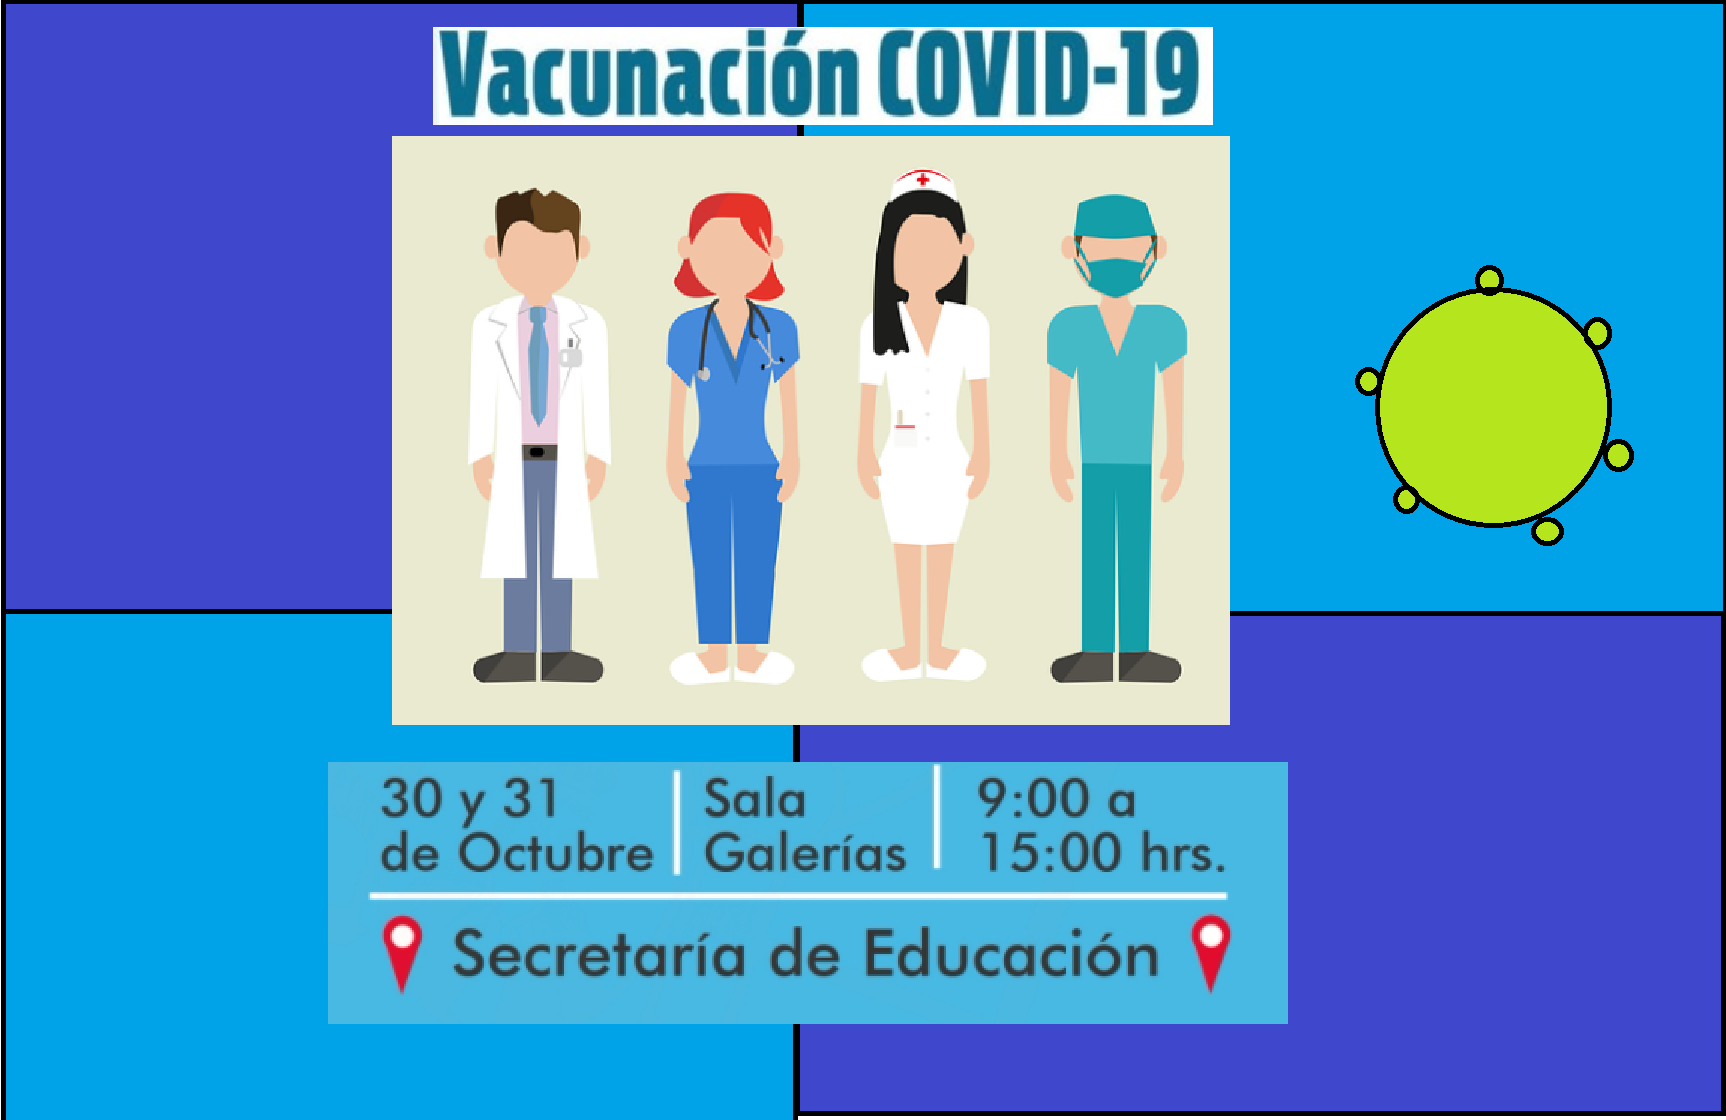 Vacunación COVID-19
30 y 31
de Octubre
Sala
Galerías
9:00 a
15:00 hrs.
Secretaría de Educación